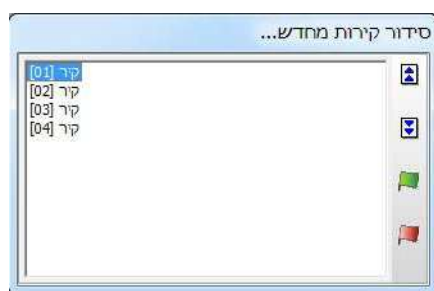 סידור קירות מחדש...
קיר [01]
קיר [02]
קיר [03]
קיר [04]